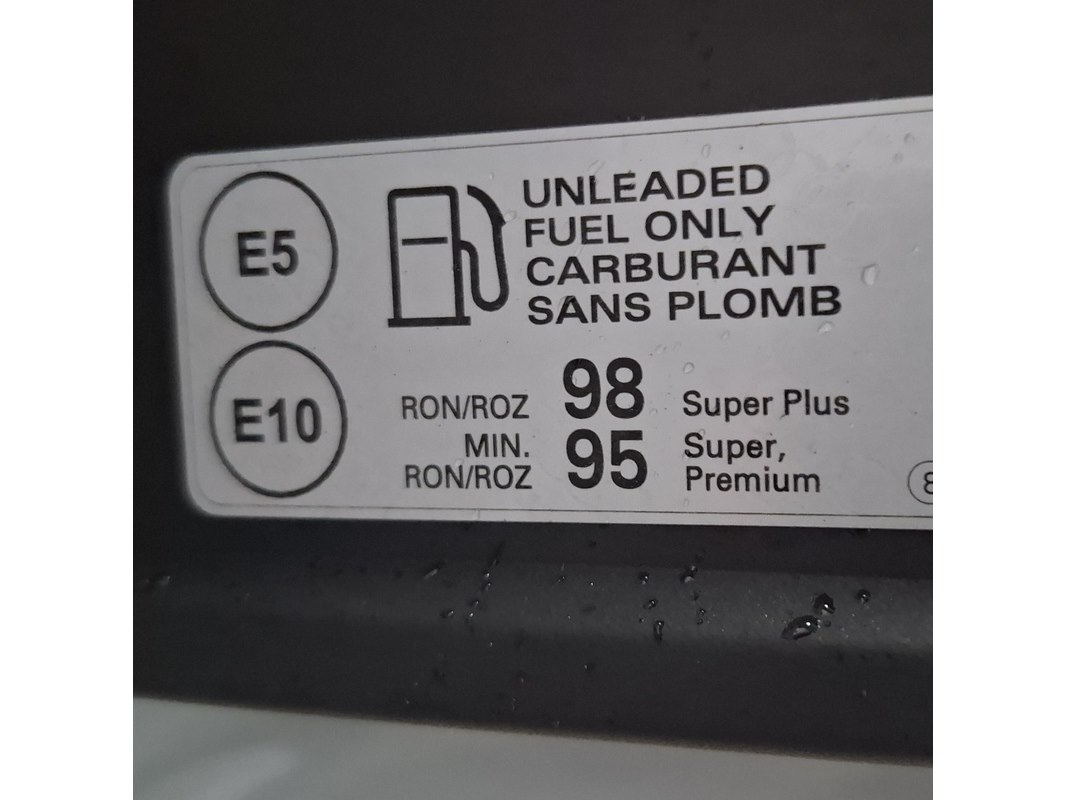 E5
E10
UNLEADED
FUEL ONLY
CARBURANT
SANS PLOMB
RON/ROZ 98 Super Plus
MIN. 95 Super,
RON/ROZ Premium
8